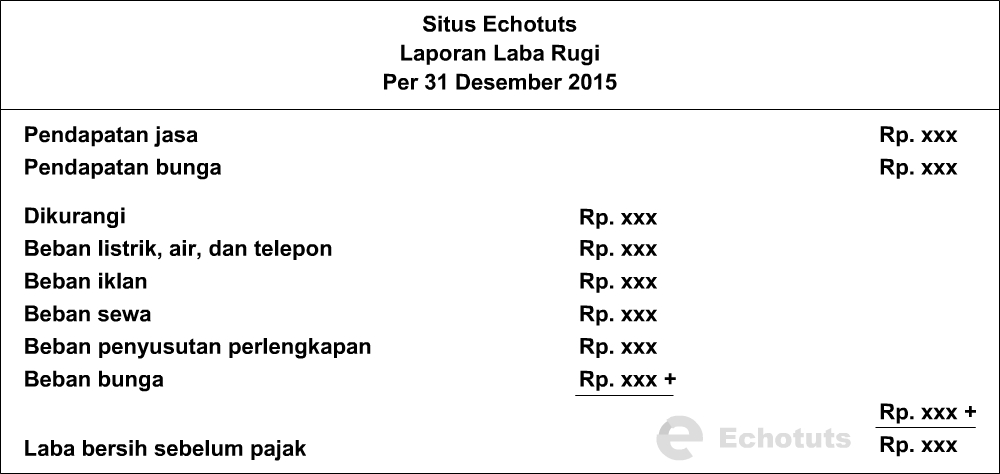 Situs Echotuts
Laporan Laba Rugi
Per 31 Desember 2015
Pendapatan jasa Rp. xxx
Pendapatan bunga Rp. xxx
Dikurangi Rp. xxx
Beban listrik, air, dan telepon Rp. xxx
Beban iklan Rp. xxx
Beban sewa Rp. xxx
Beban penyusutan perlengkapan Rp. xxx
Beban bunga Rp. xxx +
Rp. xxx +
Laba bersih sebelum pajak Rp. xxx
e Echotuts